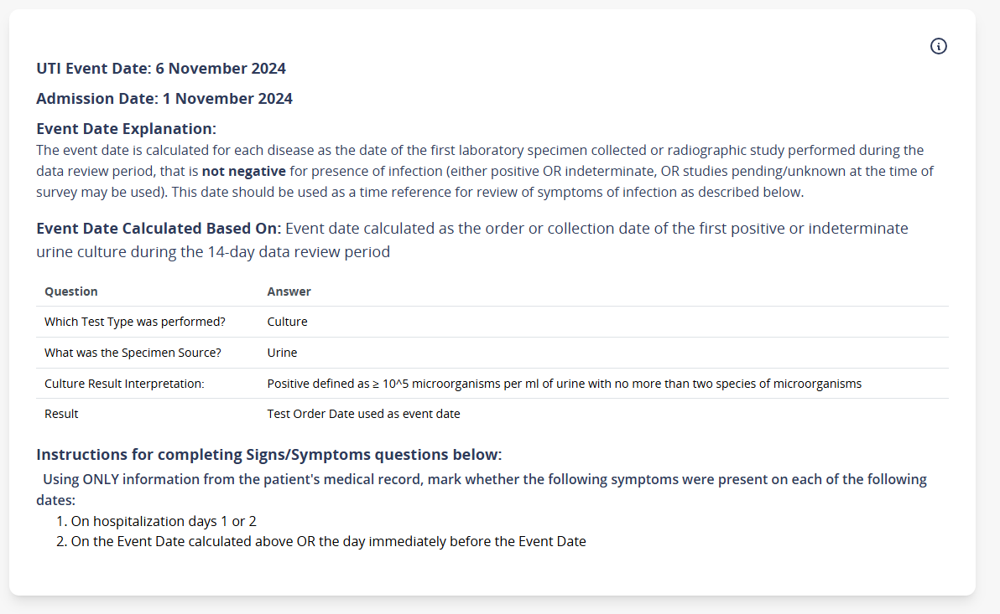 UTI Event Date: 6 November 2024
Admission Date: 1 November 2024
Event Date Explanation:
The event date is calculated for each disease as the date of the first laboratory specimen collected or radiographic study performed during the
data review period, that is not negative for presence of infection (either positive OR indeterminate, OR studies pending/unknown at the time of
survey may be used). This date should be used as a time reference for review of symptoms of infection as described below.
Event Date Calculated Based On: Event date calculated as the order or collection date of the first positive or indeterminate
urine culture during the 14-day data review period
Question Answer
Which Test Type was performed? Culture
What was the Specimen Source? Urine
Culture Result Interpretation: Positive defined as ≥ 10^5 microorganisms per ml of urine with no more than two species of microorganisms
Result Test Order Date used as event date
Instructions for completing Signs/Symptoms questions below:
Using ONLY information from the patient's medical record, mark whether the following symptoms were present on each of the following
dates:
1. On hospitalization days 1 or 2
2. On the Event Date calculated above OR the day immediately before the Event Date